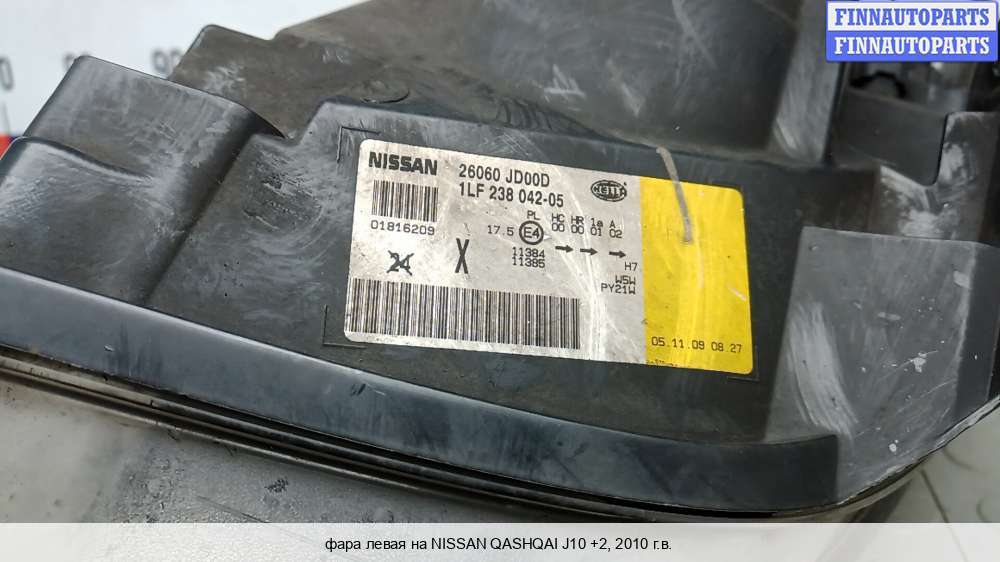 FINNAUTOPARTS
FINNAUTOPARTS
NISSAN 26060 JD00D
1LF 238 042-05
HELLA
PL HC HR 1a A
17.5 E4 00 00 01 02
01816209
11384
11385
24 X
H7
W5W
PY21W
05.11.09 08.27
фара левая на NISSAN QASHQAI J10 +2, 2010 г.в.